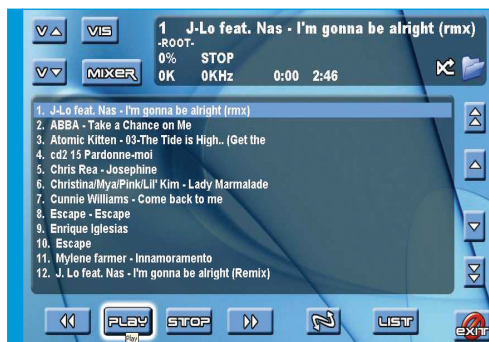 V VIS
1 J-Lo feat. Nas - I'm gonna be alright (rmx)
-ROOT-
0% STOP
V MIXER
0K 0KHz 0:00 2:46
1. J-Lo feat. Nas - I'm gonna be alright (rmx)
2. ABBA - Take a Chance on Me
3. Atomic Kitten - 03-The Tide is High.. (Get the
4. cd2 15 Pardonne-moi
5. Chris Rea - Josephine
6. Christina/Mya/Pink/Lil' Kim - Lady Marmalade
7. Cunnie Williams - Come back to me
8. Escape - Escape
9. Enrique Iglesias
10. Escape
11. Mylene farmer - Innamoramento
12. J. Lo feat. Nas - I'm gonna be alright (Remix)
PLAY STOP LIST EXIT
Play